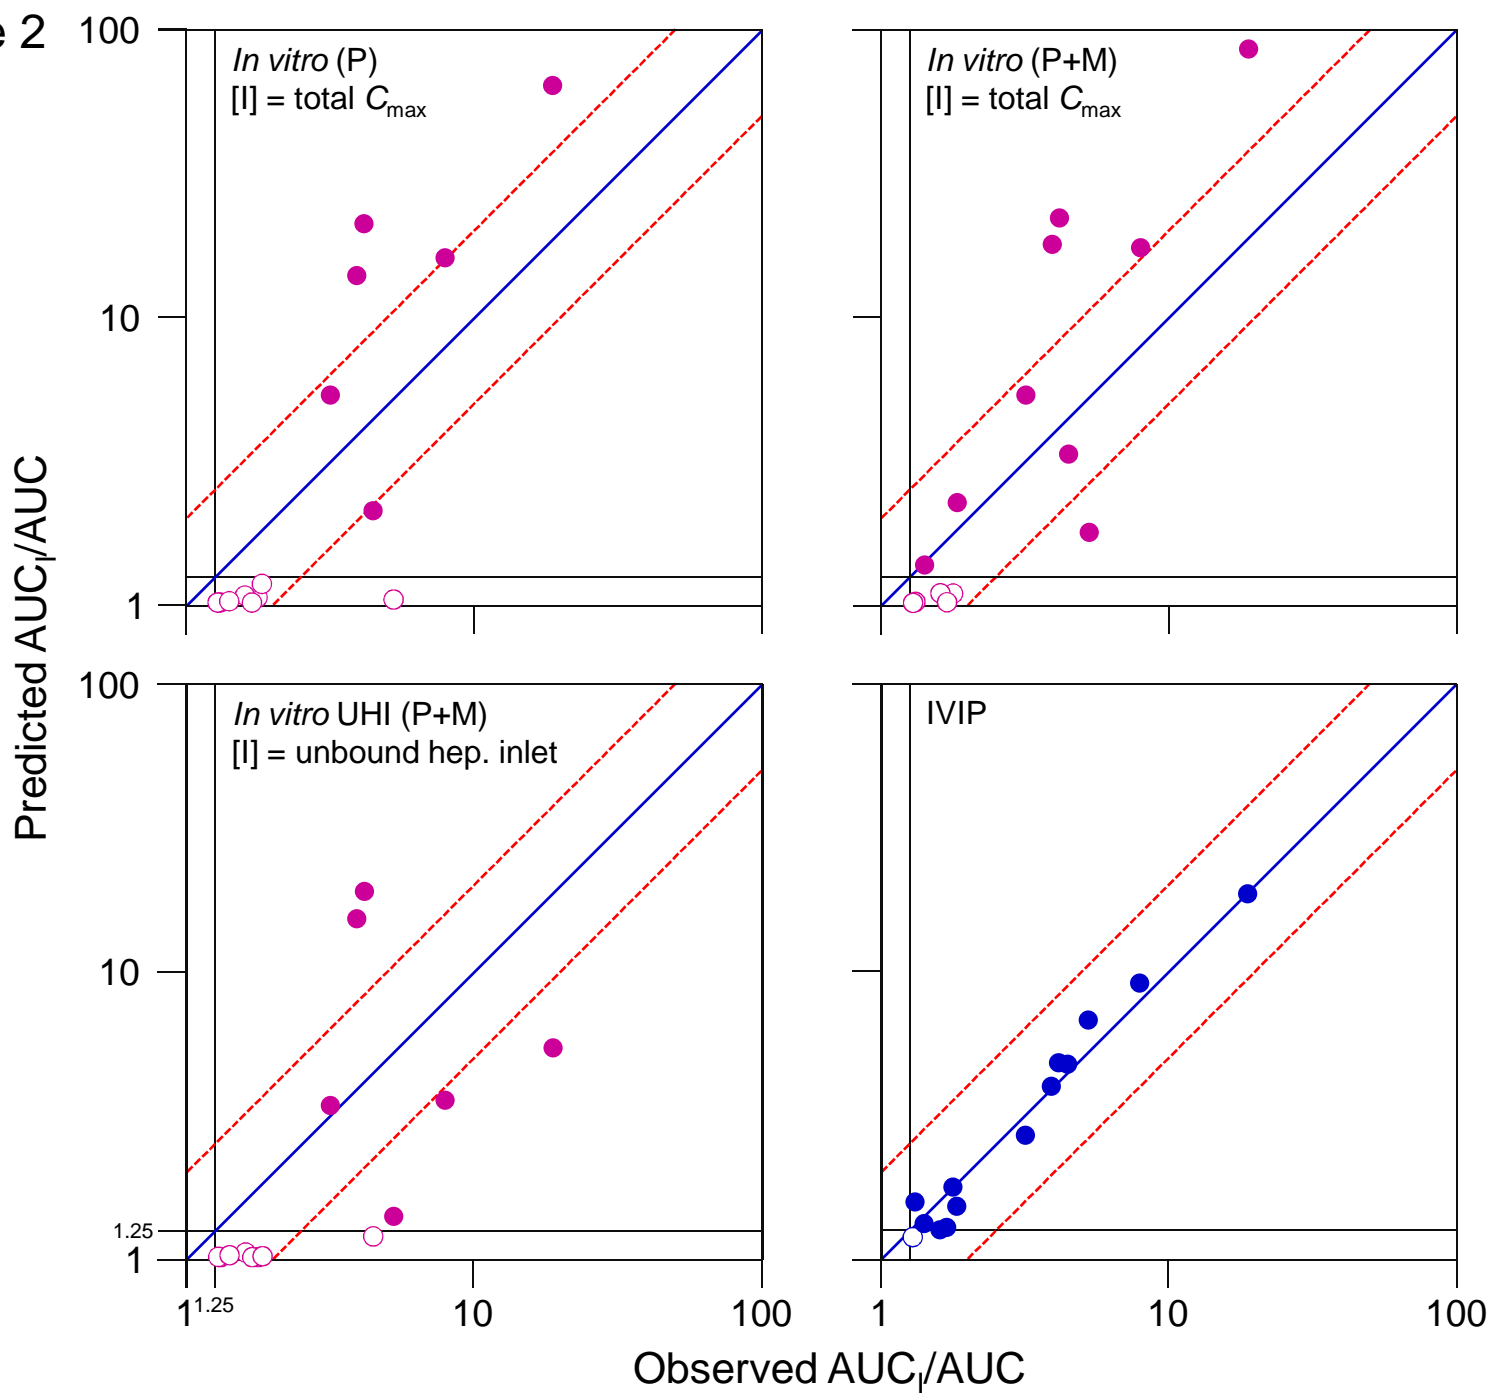 e 2
100
In vitro (P)
[I] = total Cmax
In vitro (P+M)
[I] = total Cmax
10
1
Predicted AUCI/AUC
100
In vitro UHI (P+M)
[I] = unbound hep. inlet
IVIP
10
1.25
1
1 1.25 10 100
1 10 100
Observed AUCI/AUC